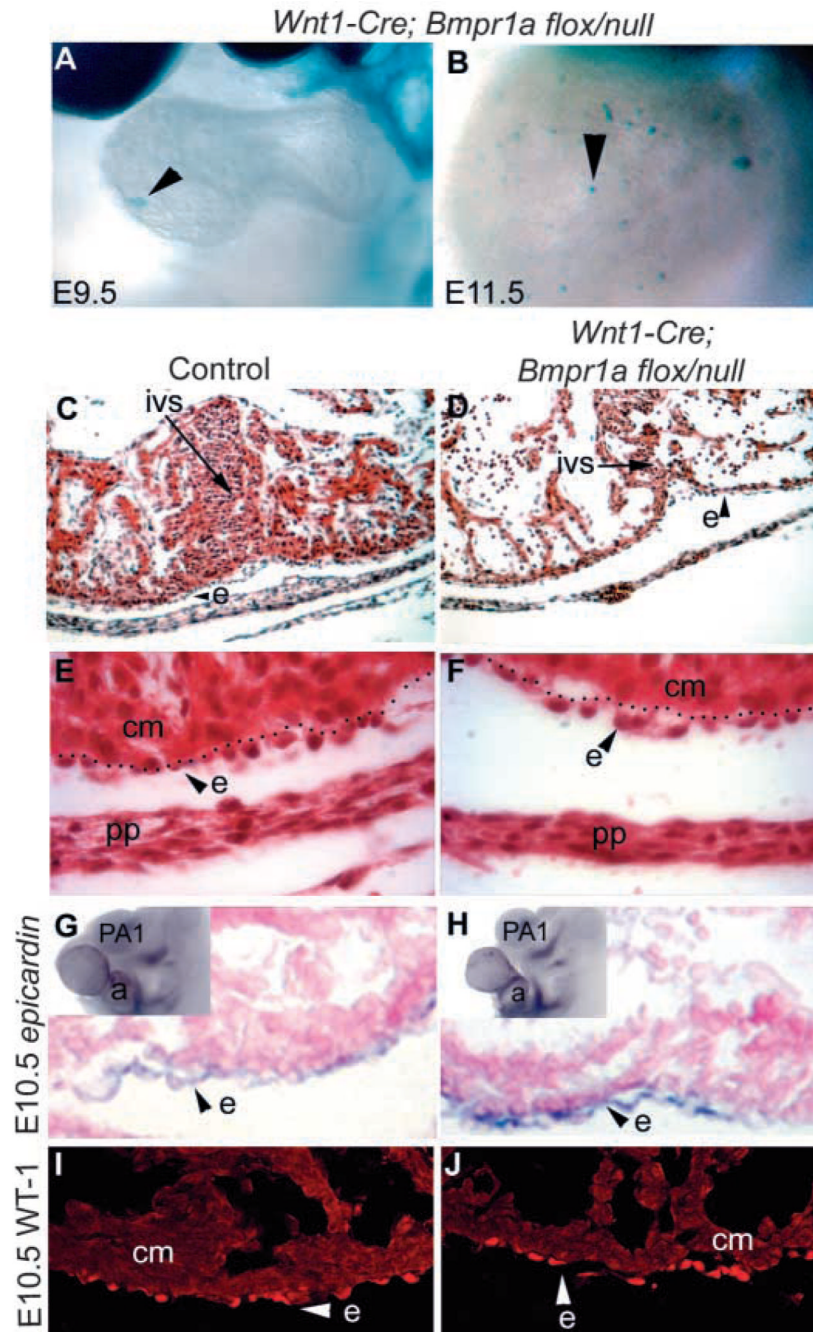 Wnt1-Cre; Bmpr1a flox/null
A
B
E9.5
E11.5
Control
Wnt1-Cre;
Bmpr1a flox/null
C
ivs
e
D
ivs
e
E
cm
e
pp
F
cm
e
pp
E10.5 epicardin
G
PA1
a
e
H
PA1
a
e
E10.5 WT-1
I
cm
e
J
cm
e